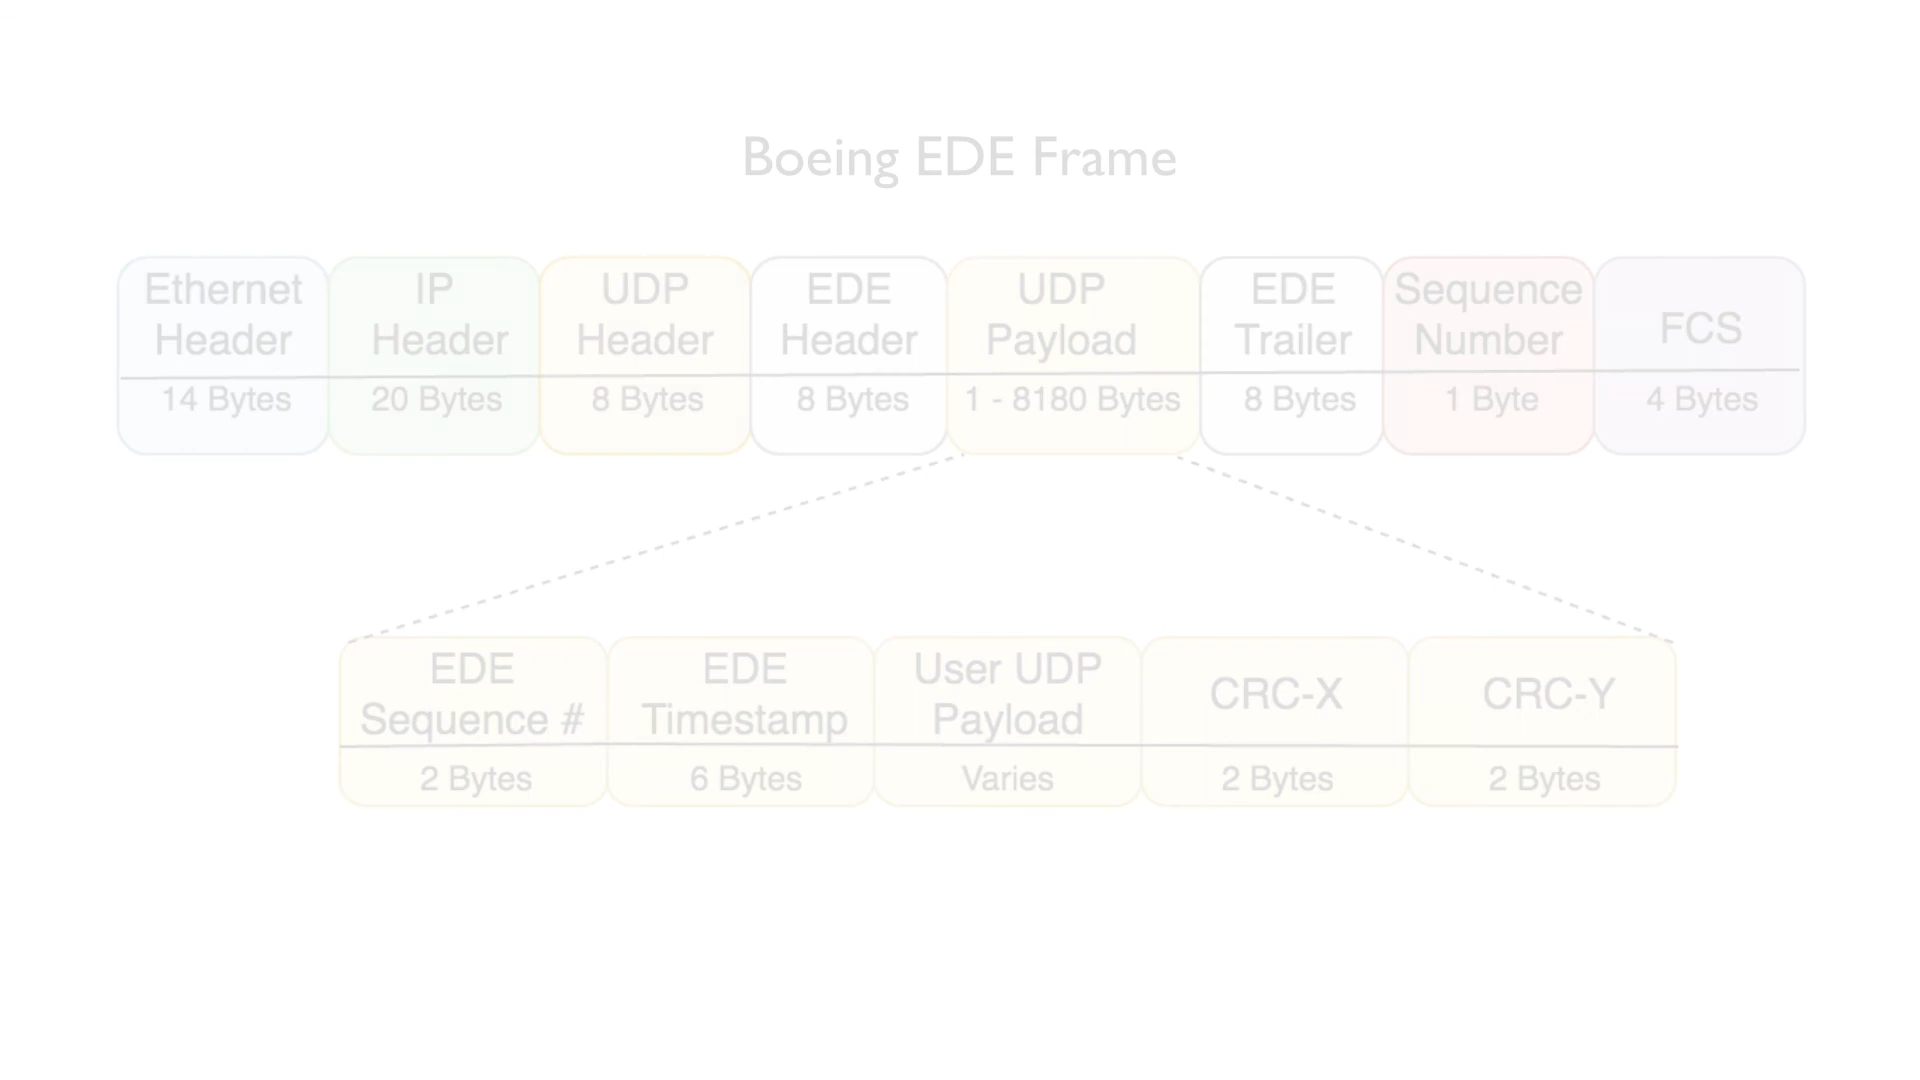 Boeing EDE Frame
Ethernet Header
14 Bytes
IP Header
20 Bytes
UDP Header
8 Bytes
EDE Header
8 Bytes
UDP Payload
1 - 8180 Bytes
EDE Trailer
8 Bytes
Sequence Number
1 Byte
FCS
4 Bytes
EDE Sequence #
2 Bytes
EDE Timestamp
6 Bytes
User UDP Payload
Varies
CRC-X
2 Bytes
CRC-Y
2 Bytes